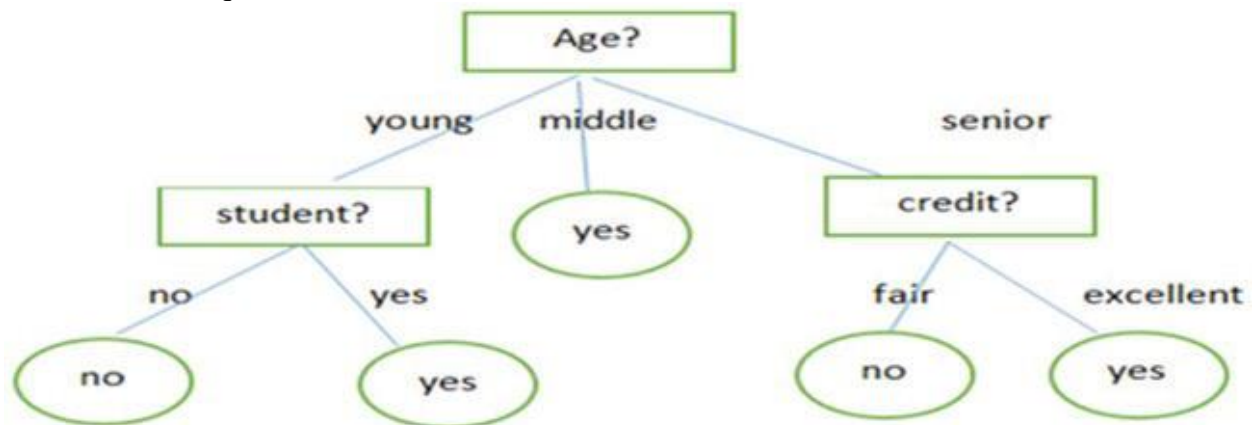 Age?
young middle senior
student? yes credit?
no yes fair excellent
no yes no yes